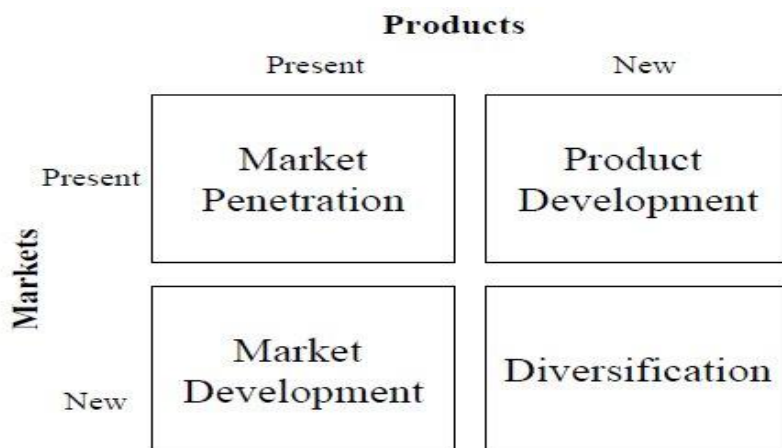 Products
Present New
Present
Market
Penetration
Product
Development
Markets
New
Market
Development
Diversification